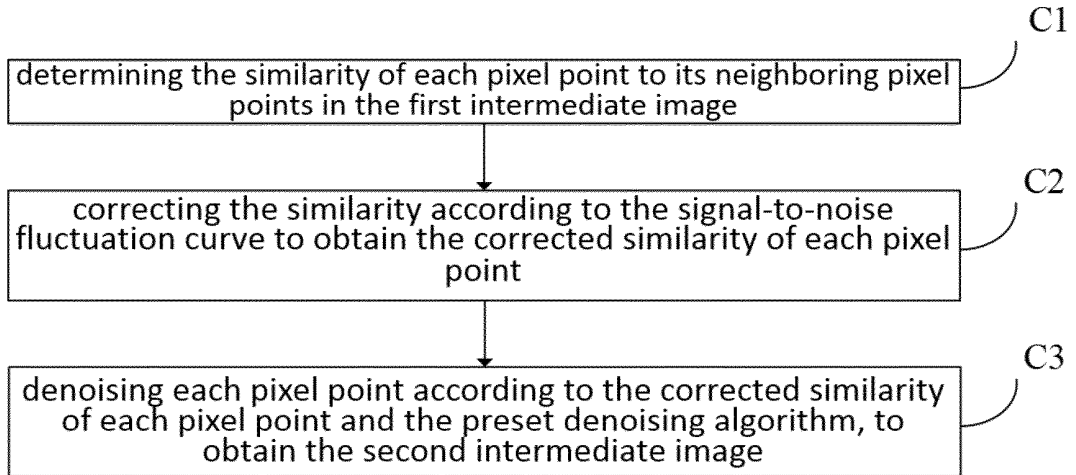 C1
determining the similarity of each pixel point to its neighboring pixel
points in the first intermediate image
C2
correcting the similarity according to the signal-to-noise
fluctuation curve to obtain the corrected similarity of each pixel
point
C3
denoising each pixel point according to the corrected similarity
of each pixel point and the preset denoising algorithm, to
obtain the second intermediate image